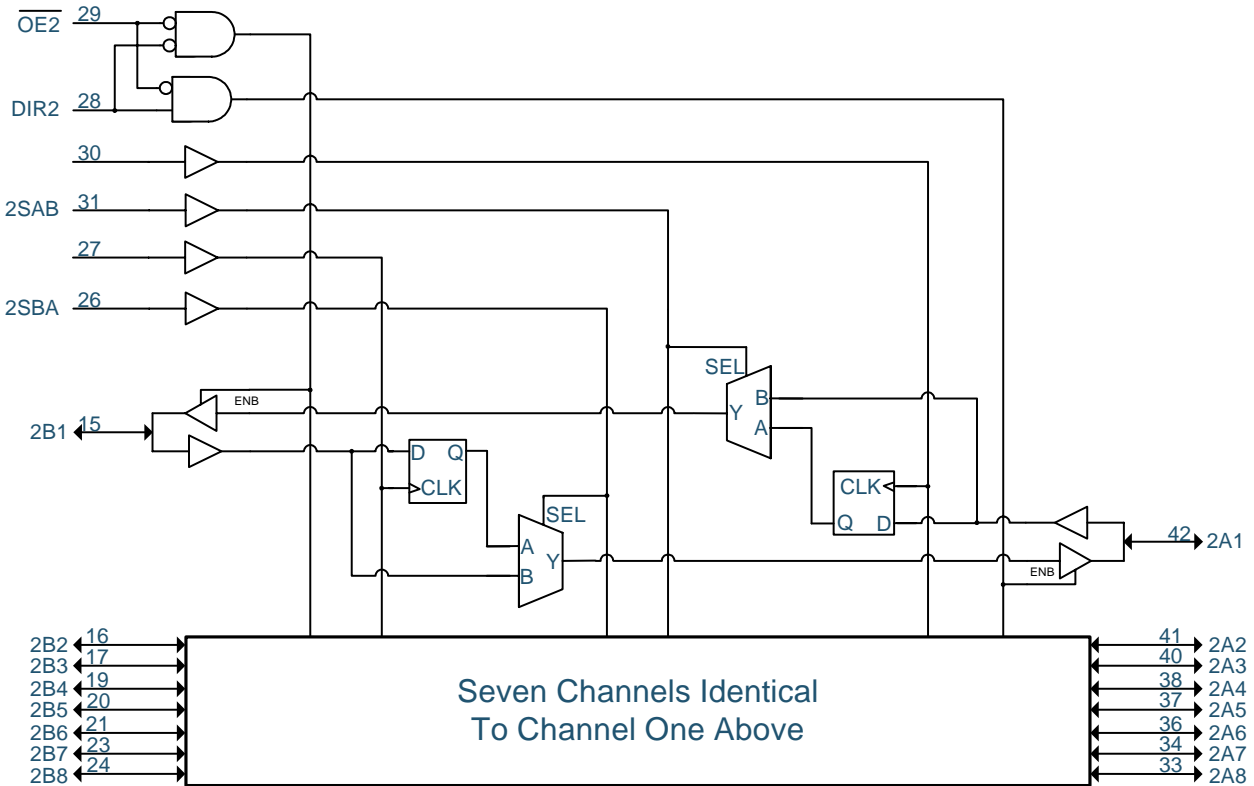 OE2 29
DIR2 28
30
2SAB 31
27
2SBA 26
SEL
B
Y
A
ENB
2B1 15
D Q
CLK
CLK
Q D
SEL
A
Y
B
42 2A1
ENB
2B2 16
2B3 17
2B4 19
2B5 20
2B6 21
2B7 23
2B8 24
Seven Channels Identical
To Channel One Above
41 2A2
40 2A3
38 2A4
37 2A5
36 2A6
34 2A7
33 2A8